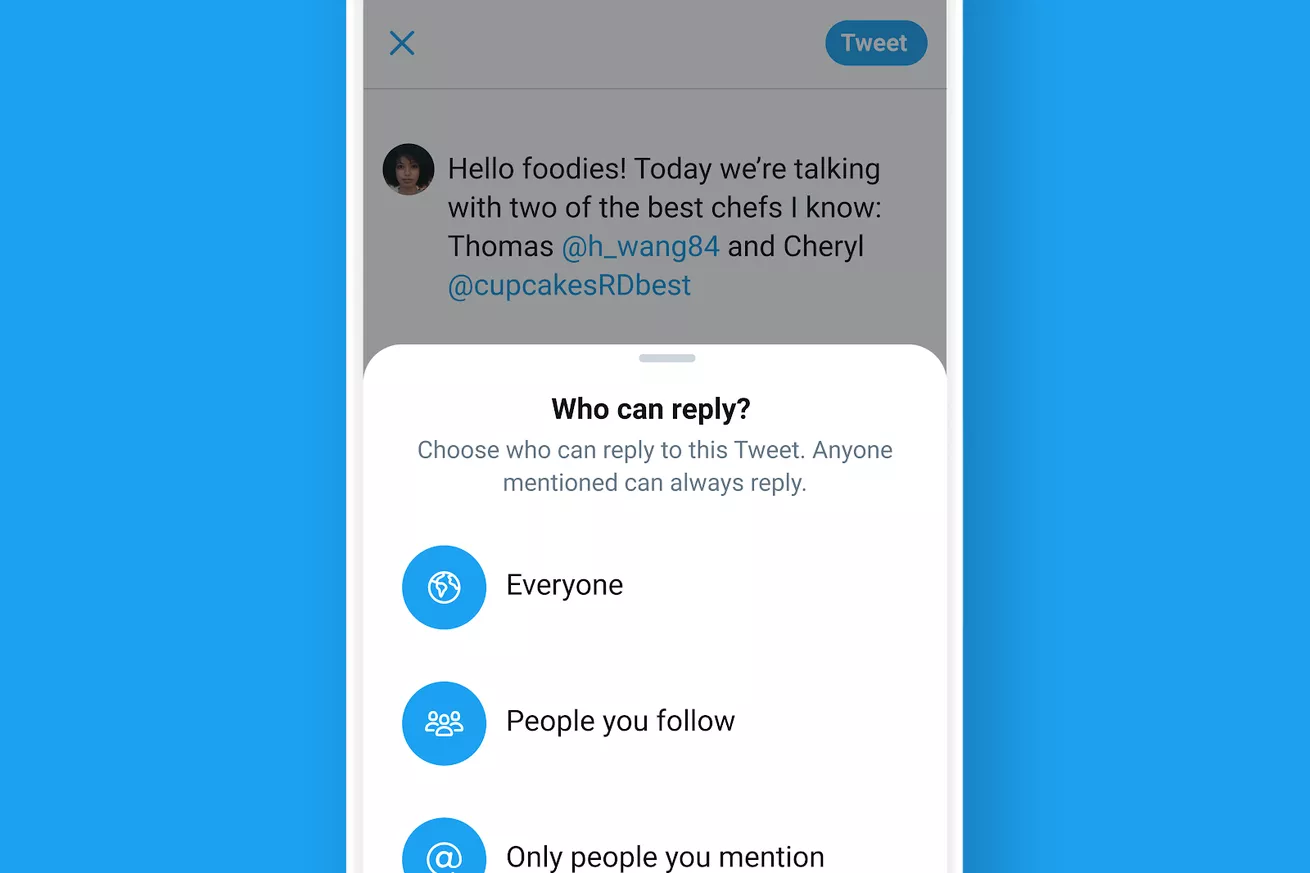 Tweet
Hello foodies! Today we’re talking
with two of the best chefs I know:
Thomas @h_wang84 and Cheryl
@cupcakesRDbest
Who can reply?
Choose who can reply to this Tweet. Anyone
mentioned can always reply.
Everyone
People you follow
@
Only people you mention